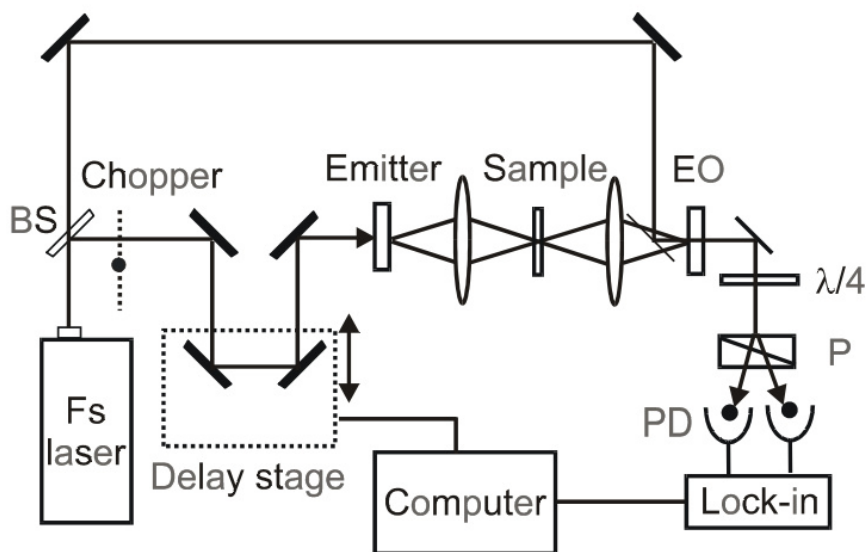 Chopper
Emitter
Sample
EO
BS
λ/4
P
PD
Fs
laser
Delay stage
Computer
Lock-in